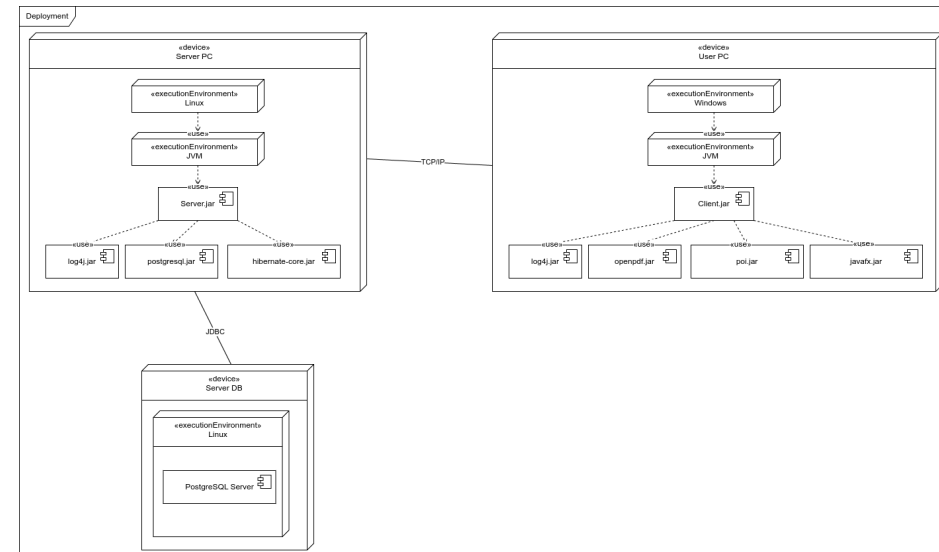 Deployment
«device»
Server PC
«executionEnvironment»
Linux
«use»
«executionEnvironment»
JVM
«use»
Server.jar
«use»
«use»
«use»
log4j.jar
postgresql.jar
hibernate-core.jar
TCP/IP
«device»
User PC
«executionEnvironment»
Windows
«use»
«executionEnvironment»
JVM
«use»
Client.jar
«use»
«use»
«use»
«use»
log4j.jar
openpdf.jar
poi.jar
javafx.jar
JDBC
«device»
Server DB
«executionEnvironment»
Linux
PostgreSQL Server